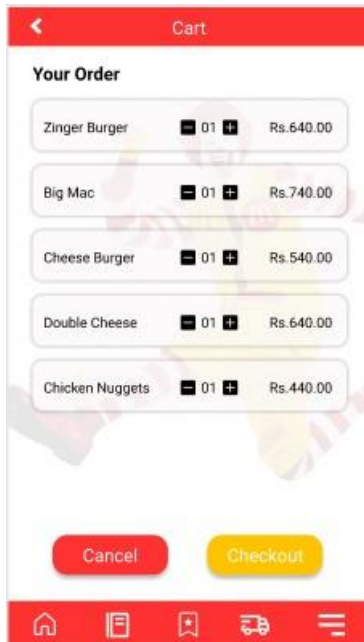 Cart
Your Order
Zinger Burger 01 Rs.640.00
Big Mac 01 Rs.740.00
Cheese Burger 01 Rs.540.00
Double Cheese 01 Rs.640.00
Chicken Nuggets 01 Rs.440.00
Cancel Checkout